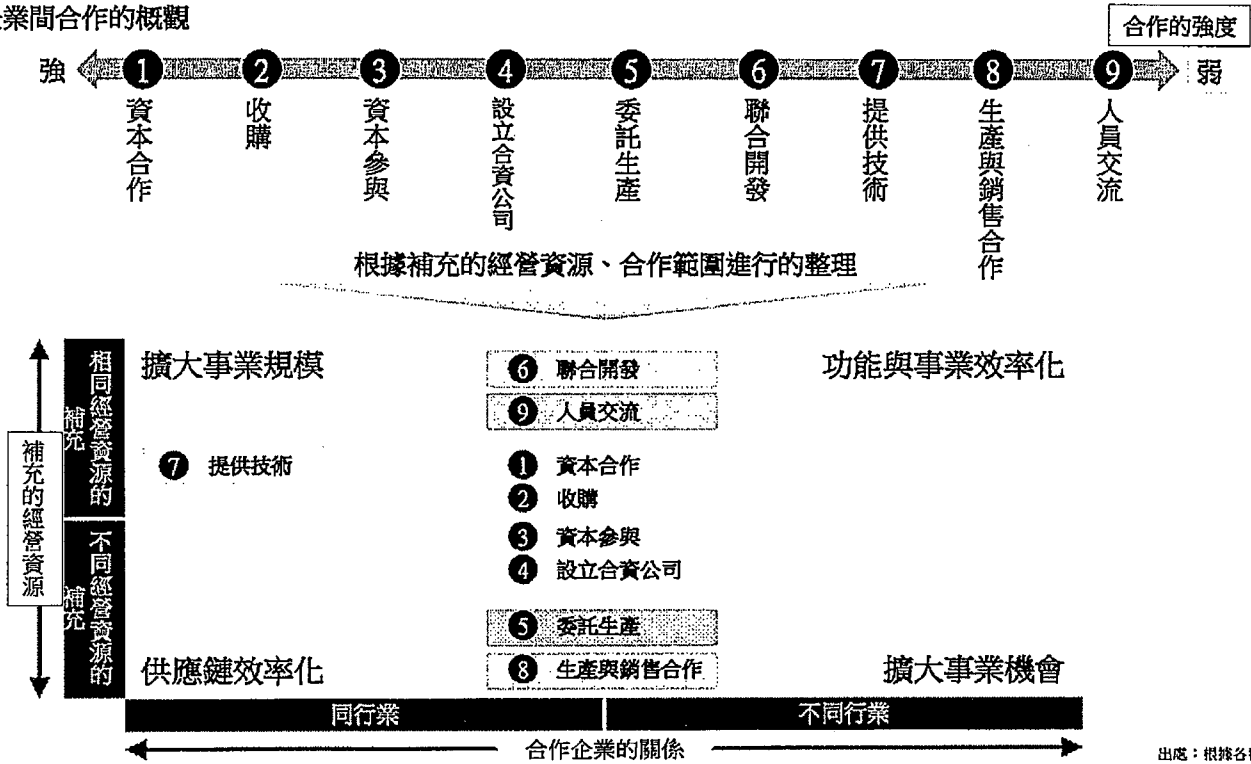 業間合作的概觀
合作的強度
強
弱
1 資本合作
2 收購
3 資本參與
4 設立合資公司
5 委託生產
6 聯合開發
7 提供技術
8 生產與銷售合作
9 人員交流
根據補充的經營資源、合作範圍進行的整理
補充的經營資源
相同經營資源的補充
不同經營資源的補充
擴大事業規模
功能與事業效率化
6 聯合開發
9 人員交流
7 提供技術
1 資本合作
2 收購
3 資本參與
4 設立合資公司
5 委託生產
8 生產與銷售合作
供應鏈效率化
擴大事業機會
同行業
不同行業
合作企業的關係
出處：根據各